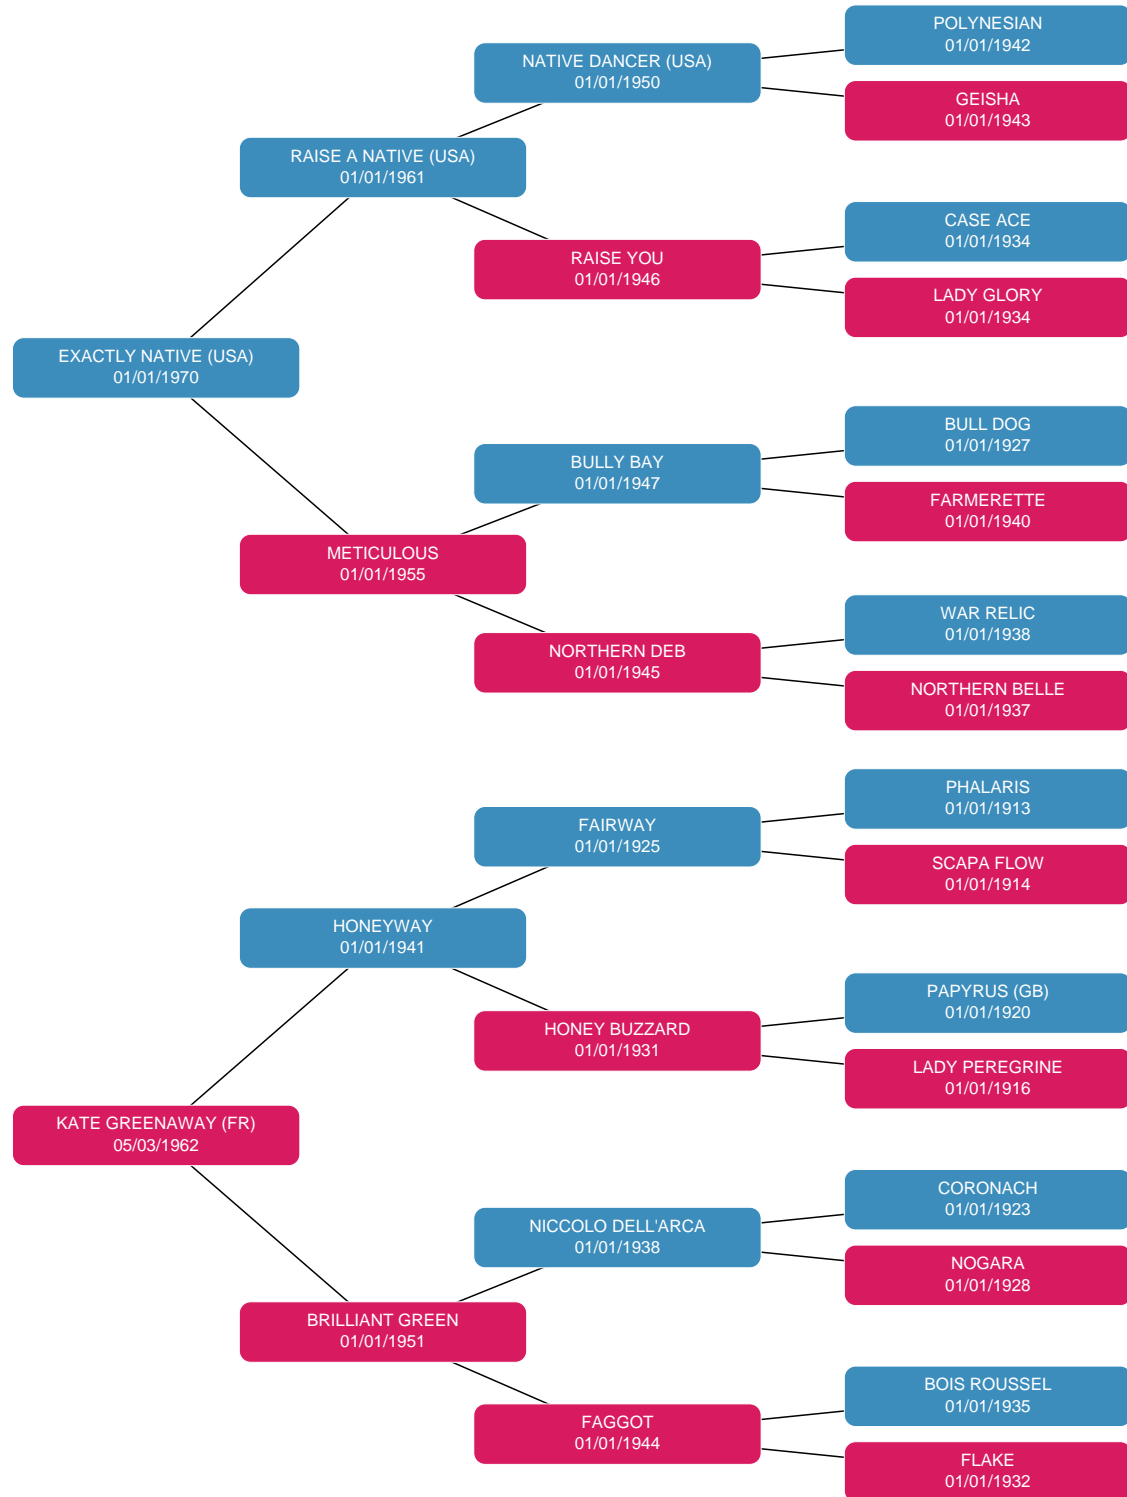 POLYNESIAN
01/01/1942
NATIVE DANCER (USA)
01/01/1950
GEISHA
01/01/1943
RAISE A NATIVE (USA)
01/01/1961
CASE ACE
01/01/1934
RAISE YOU
01/01/1946
LADY GLORY
01/01/1934
EXACTLY NATIVE (USA)
01/01/1970
BULL DOG
01/01/1927
BULLY BAY
01/01/1947
FARMERETTE
01/01/1940
METICULOUS
01/01/1955
WAR RELIC
01/01/1938
NORTHERN DEB
01/01/1945
NORTHERN BELLE
01/01/1937
PHALARIS
01/01/1913
FAIRWAY
01/01/1925
SCAPA FLOW
01/01/1914
HONEYWAY
01/01/1941
PAPYRUS (GB)
01/01/1920
HONEY BUZZARD
01/01/1931
LADY PEREGRINE
01/01/1916
KATE GREENAWAY (FR)
05/03/1962
CORONACH
01/01/1923
NICCOLO DELL'ARCA
01/01/1938
NOGARA
01/01/1928
BRILLIANT GREEN
01/01/1951
BOIS ROUSSEL
01/01/1935
FAGGOT
01/01/1944
FLAKE
01/01/1932